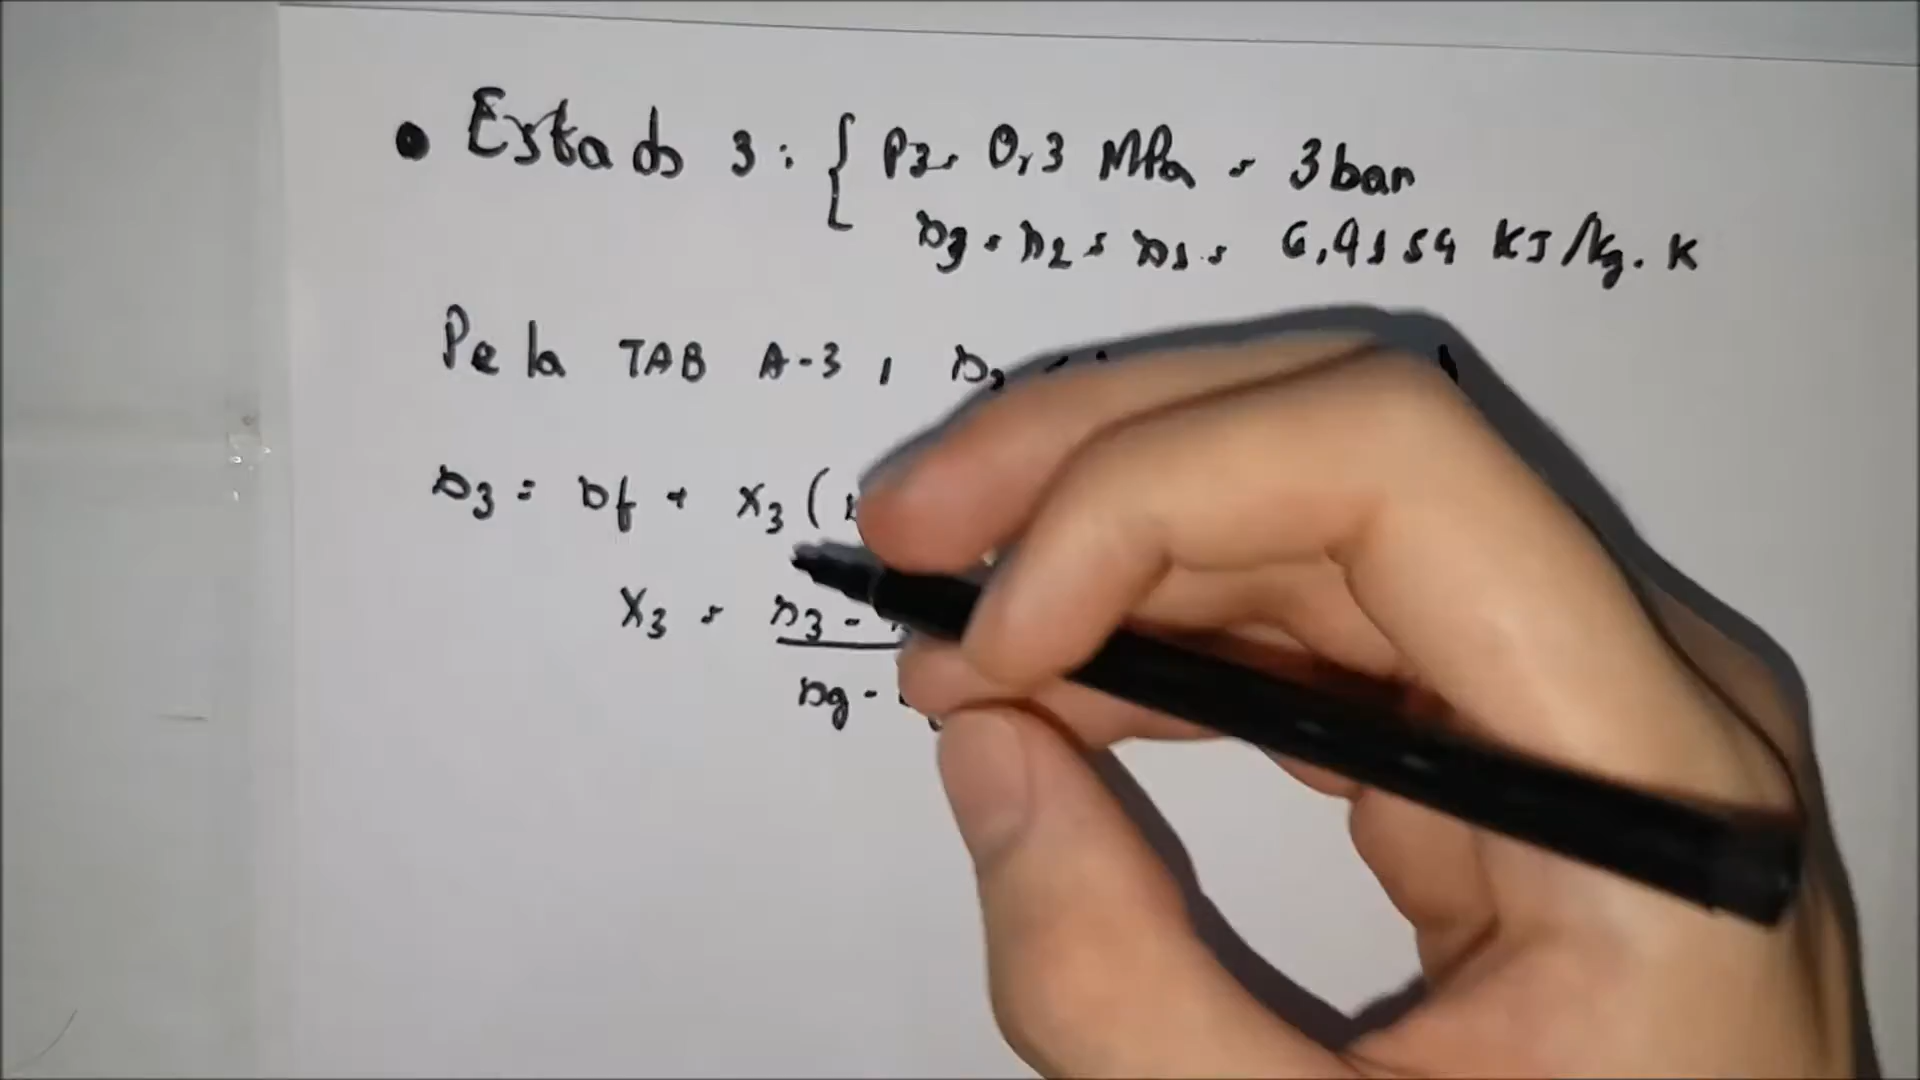 • Estado 3: { P3 = 0,3 MPa = 3 bar
s3 = s2 = s1 = 6,9154 kJ/kg.K
Pela TAB A-3, s3
s3 = sf + x3 (
x3 = s3 -
sg -